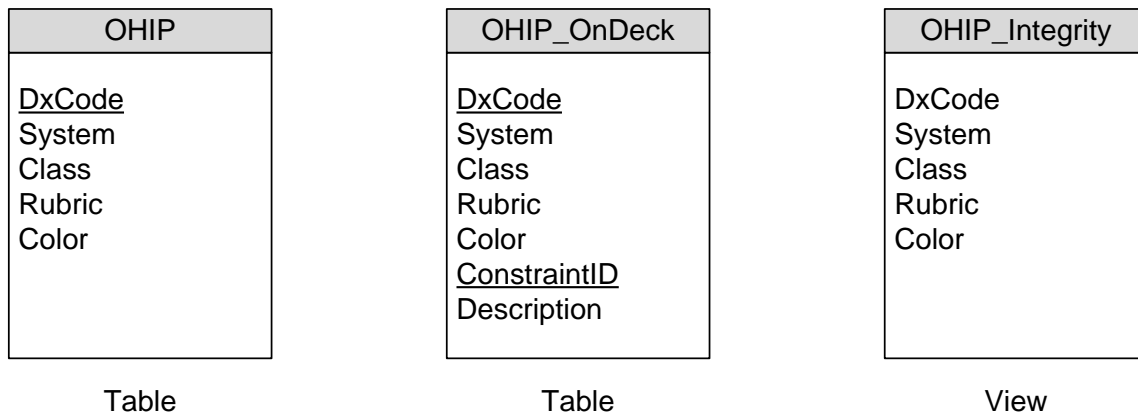 OHIP
DxCode
System
Class
Rubric
Color
Table
OHIP_OnDeck
DxCode
System
Class
Rubric
Color
ConstraintID
Description
Table
OHIP_Integrity
DxCode
System
Class
Rubric
Color
View